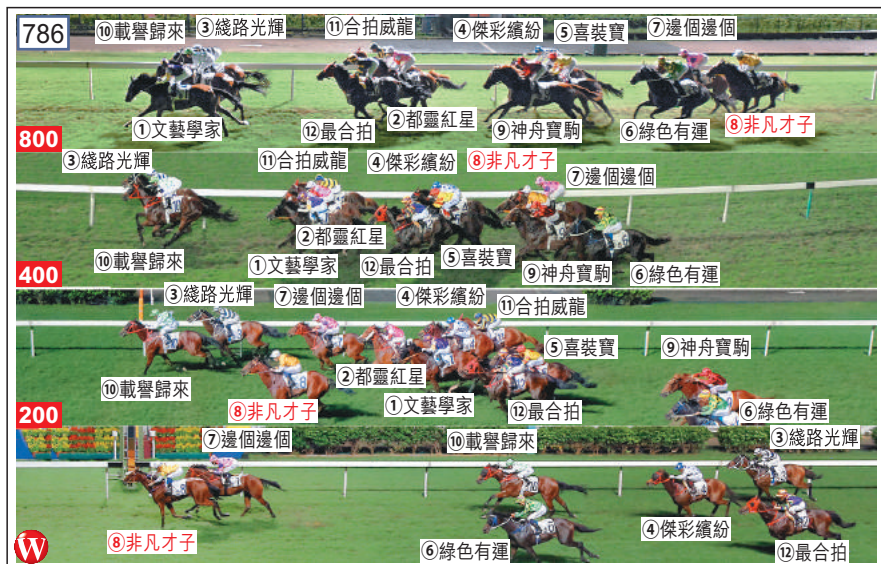 786
⑩載譽歸來 ③綫路光輝 ⑪合拍威龍 ④傑彩繽紛 ⑤喜裝寶 ⑦邊個邊個
①文藝學家 ⑫最合拍 ②都靈紅星 ⑨神舟寶駒 ⑥綠色有運 ⑧非凡才子
800
③綫路光輝 ⑪合拍威龍 ④傑彩繽紛 ⑧非凡才子 ⑦邊個邊個
⑩載譽歸來 ①文藝學家 ②都靈紅星 ⑫最合拍 ⑤喜裝寶 ⑨神舟寶駒 ⑥綠色有運
400
③綫路光輝 ⑦邊個邊個 ④傑彩繽紛 ⑪合拍威龍
⑩載譽歸來 ⑧非凡才子 ②都靈紅星 ①文藝學家 ⑫最合拍 ⑤喜裝寶 ⑨神舟寶駒 ⑥綠色有運
200
⑦邊個邊個 ⑩載譽歸來 ③綫路光輝
⑧非凡才子 ⑥綠色有運 ④傑彩繽紛 ⑫最合拍
W